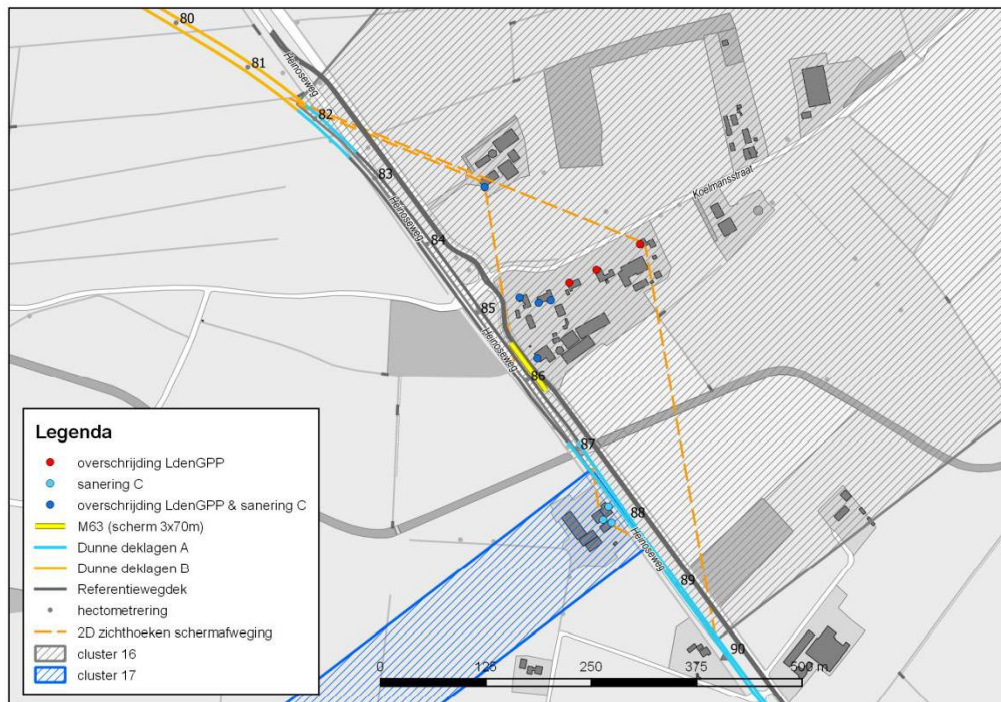 80
81
Heinoseweg
82
83
Heinoseweg
84
Koelmansstraat
85
Heinoseweg
86
87
88
Heinoseweg
89
90
Legenda
overschrijding LdenGPP
sanering C
overschrijding LdenGPP & sanering C
M63 (scherm 3x70m)
Dunne deklagen A
Dunne deklagen B
Referentiewegdek
hectometrering
2D zichthoeken schermafweging
cluster 16
cluster 17
0 125 250 375 500 m